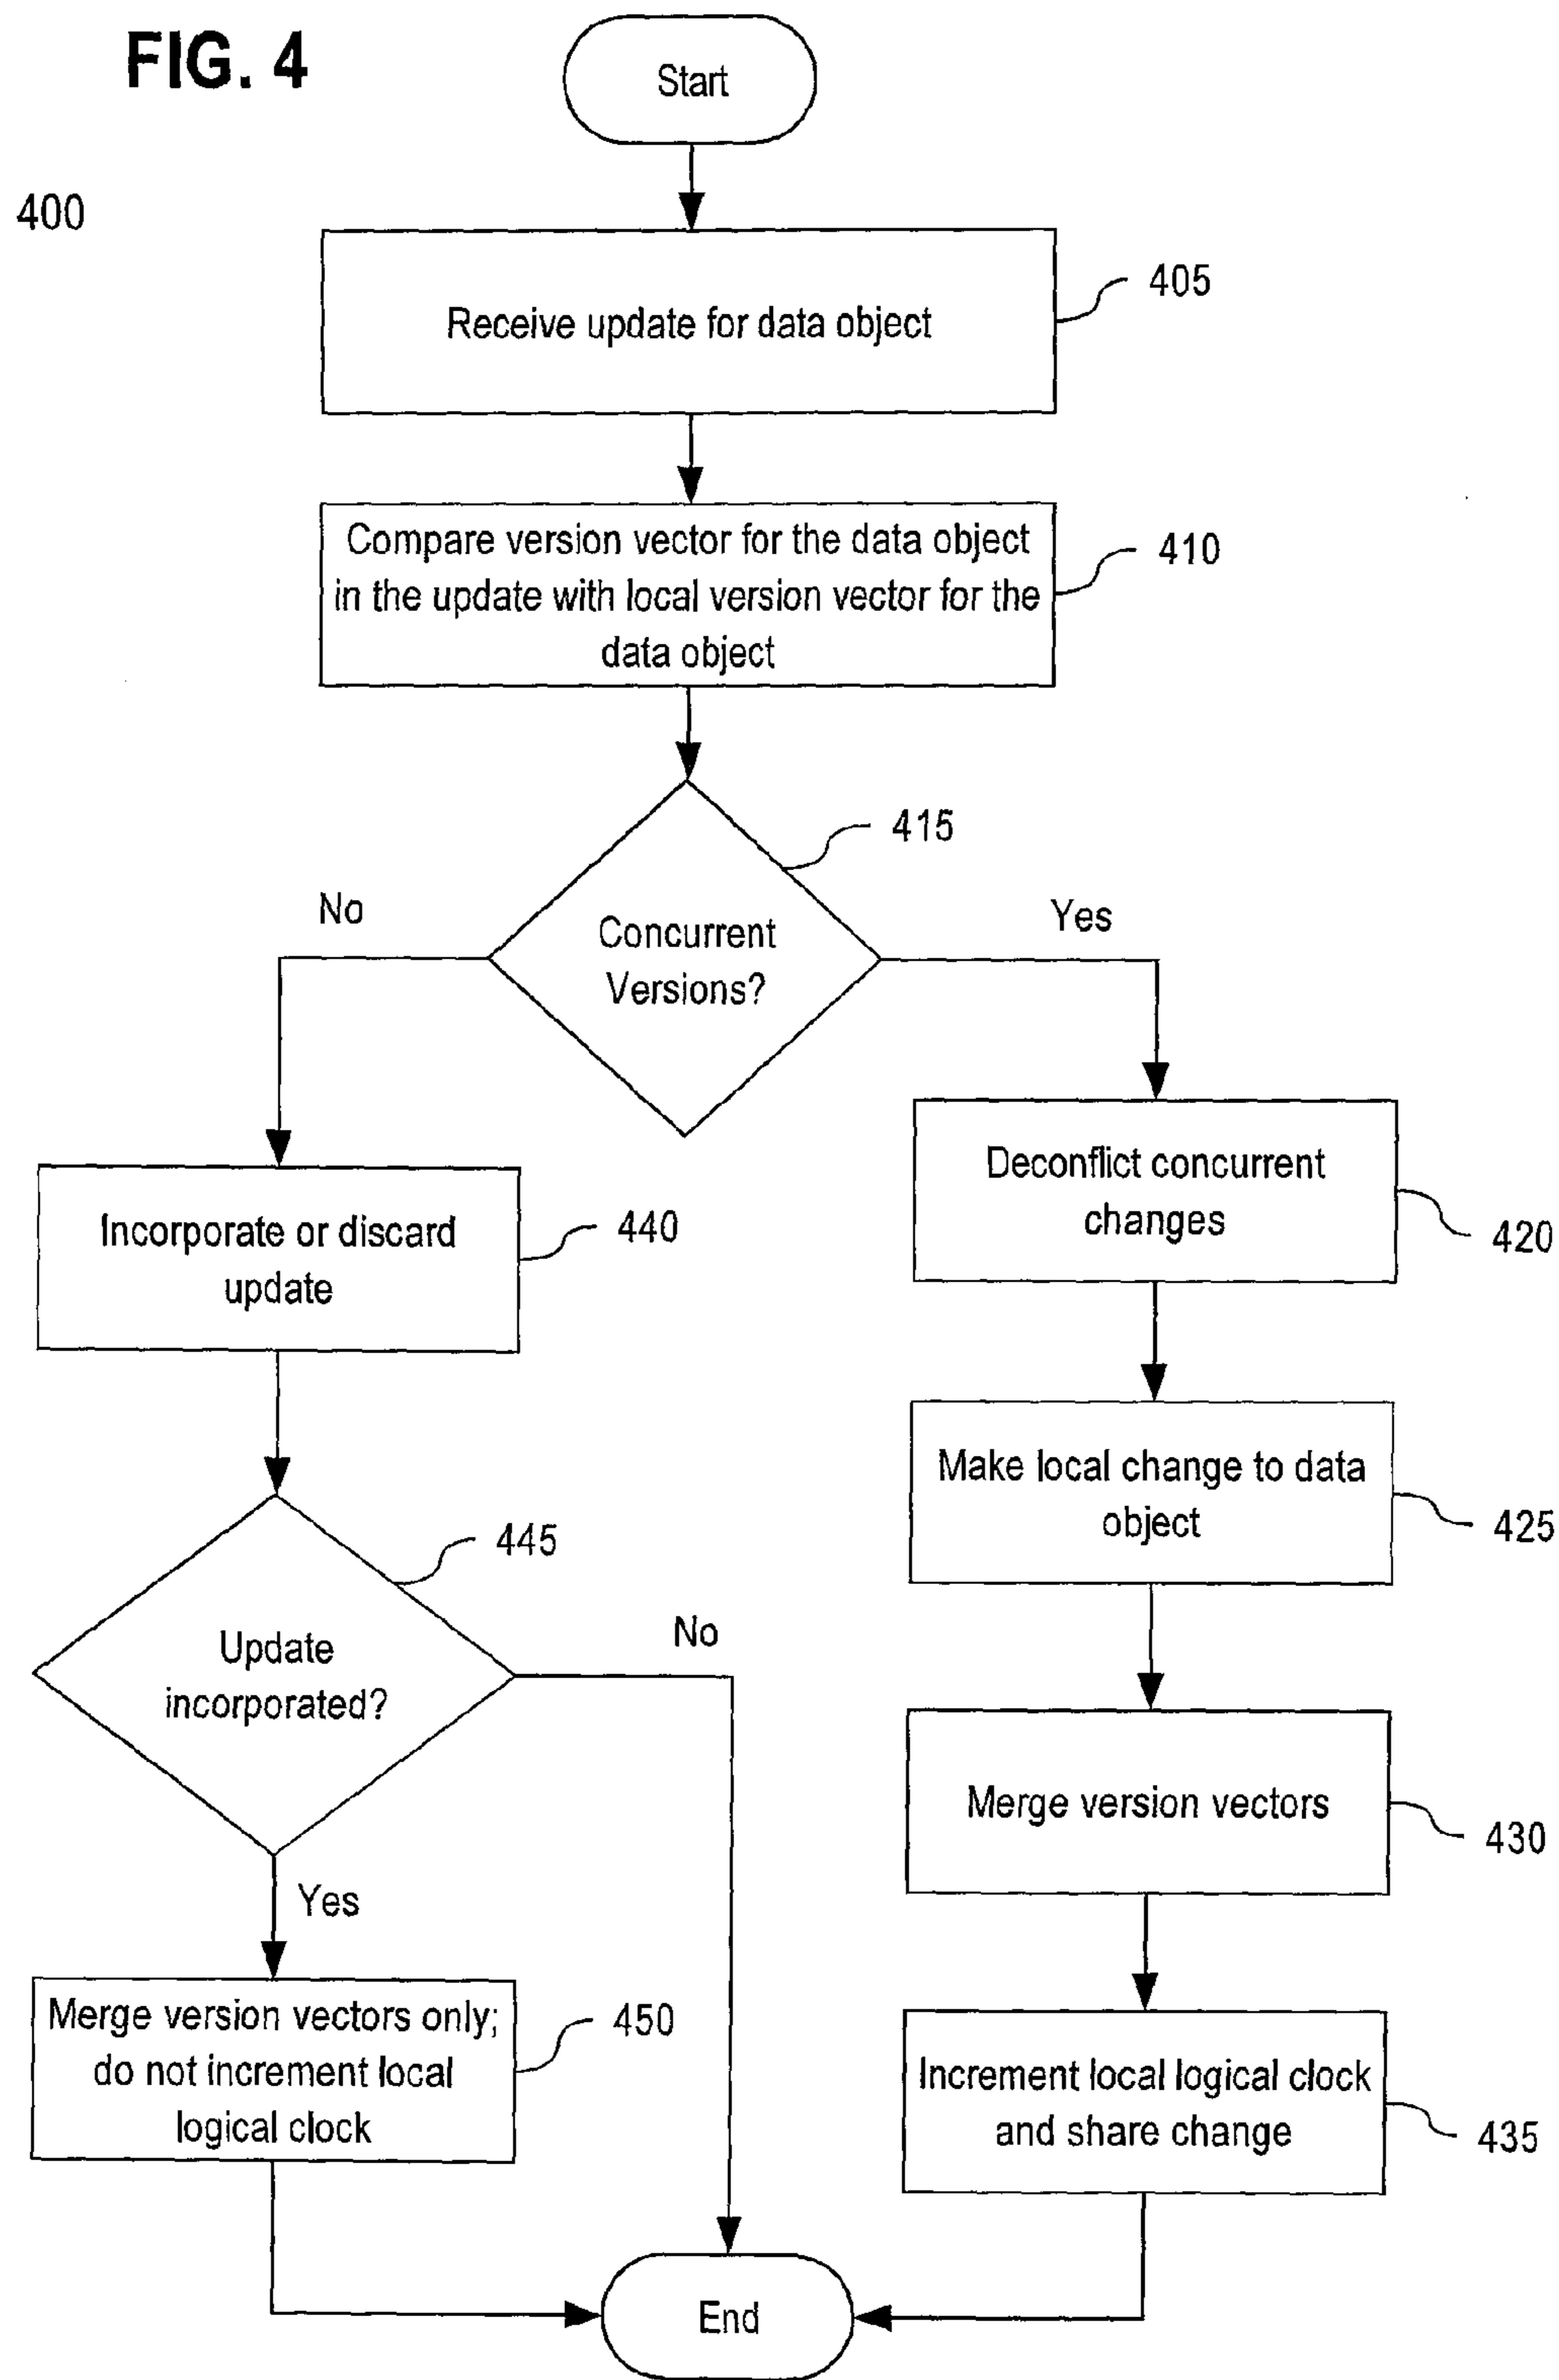 FIG. 4
Start
400
Receive update for data object
405
Compare version vector for the data object
in the update with local version vector for the
data object
410
415
No
Concurrent
Versions?
Yes
Deconflict concurrent
changes
420
Incorporate or discard
update
440
Make local change to data
object
425
445
Update
incorporated?
No
Merge version vectors
430
Yes
Merge version vectors only;
do not increment local
logical clock
450
Increment local logical clock
and share change
435
End